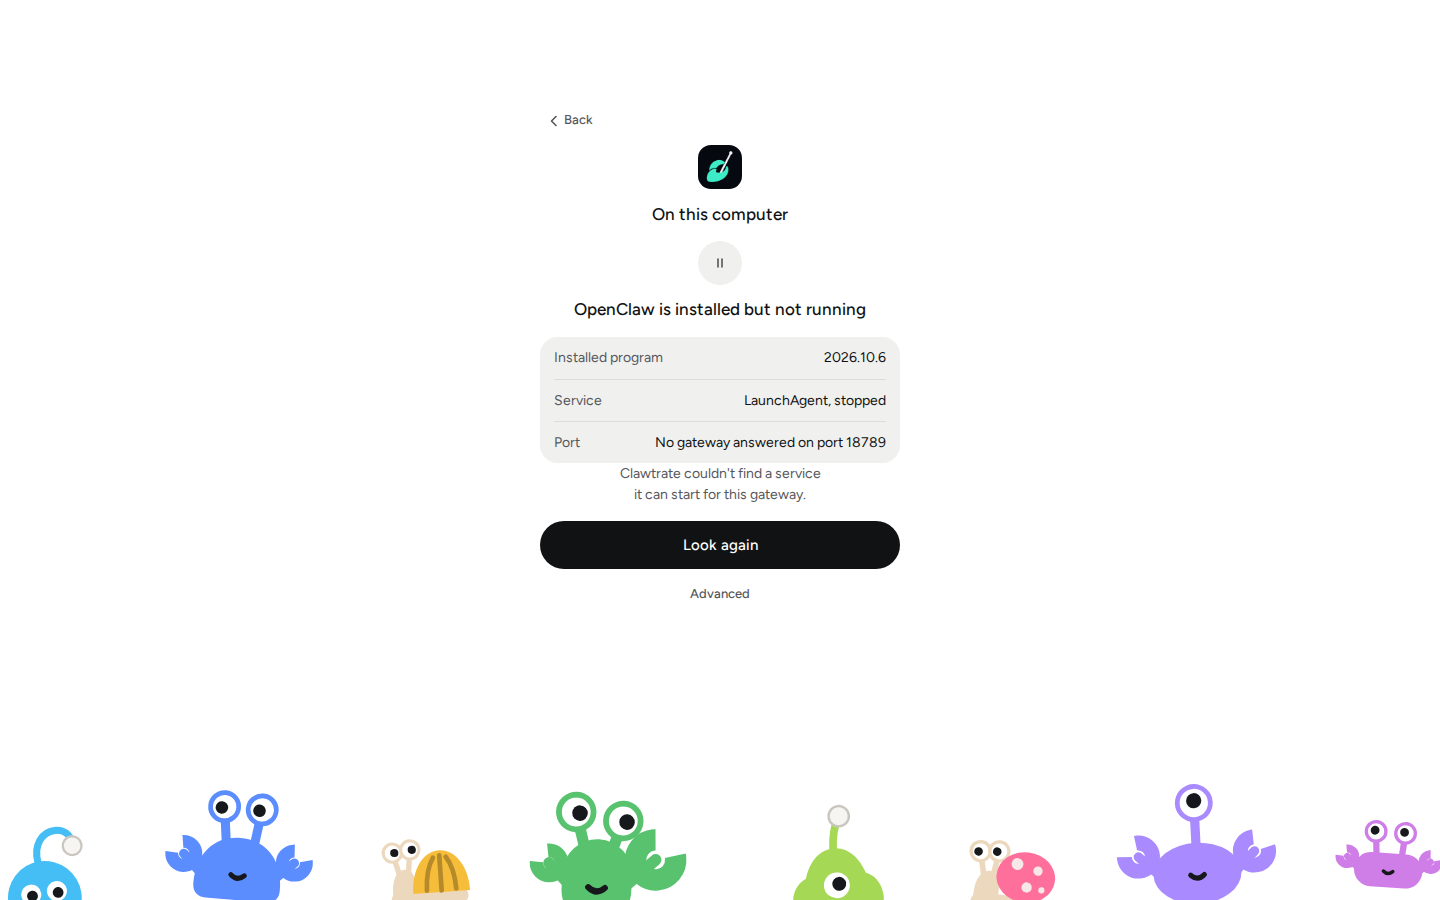 Back
On this computer
OpenClaw is installed but not running
Installed program 2026.10.6
Service LaunchAgent, stopped
Port No gateway answered on port 18789
Clawtrate couldn't find a service
it can start for this gateway.
Look again
Advanced